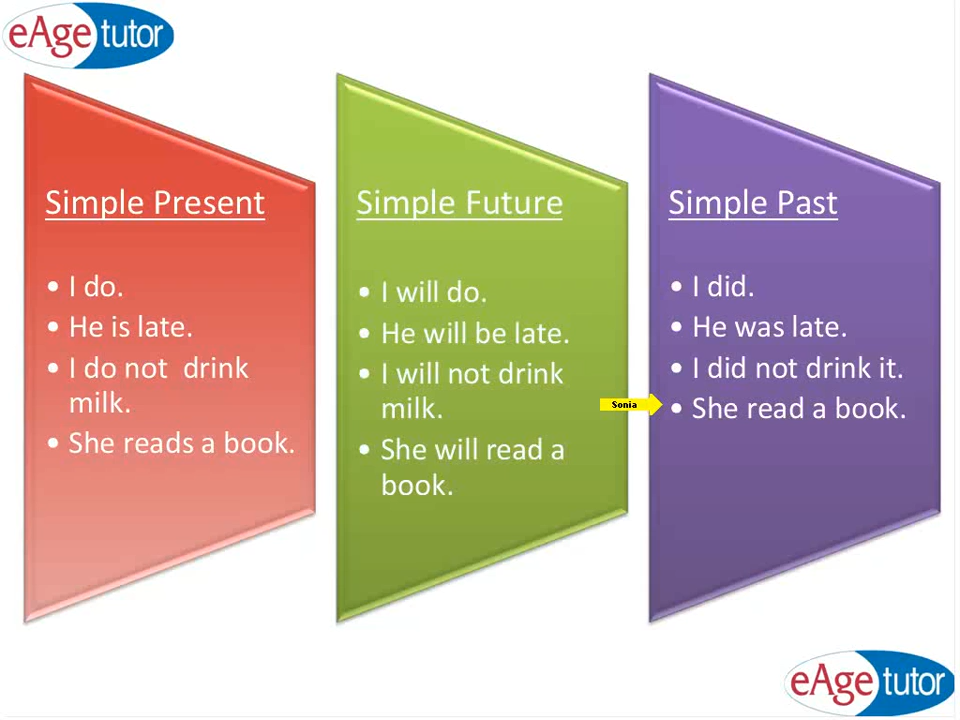 eAge tutor
Simple Present
• I do.
• He is late.
• I do not  drink
milk.
• She reads a book.
Simple Future
• I will do.
• He will be late.
• I will not drink
milk.
• She will read a
book.
Simple Past
• I did.
• He was late.
• I did not drink it.
Sonia
• She read a book.
eAge tutor